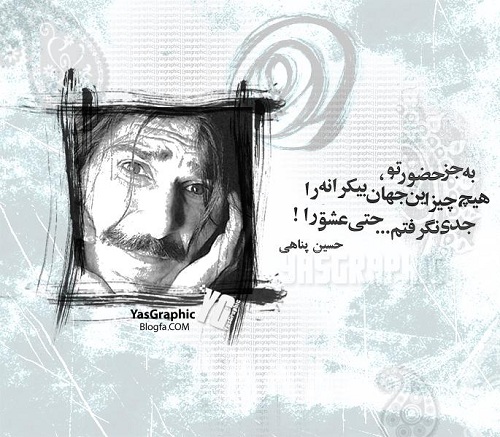 به جز حضور تو،
هیچ چیز این جهان بیکرانه را
جدی نگرفتم... حتی عشق را !
حسین پناهی
YASGRAPHIC
YasGraphic
Blogfa.COM